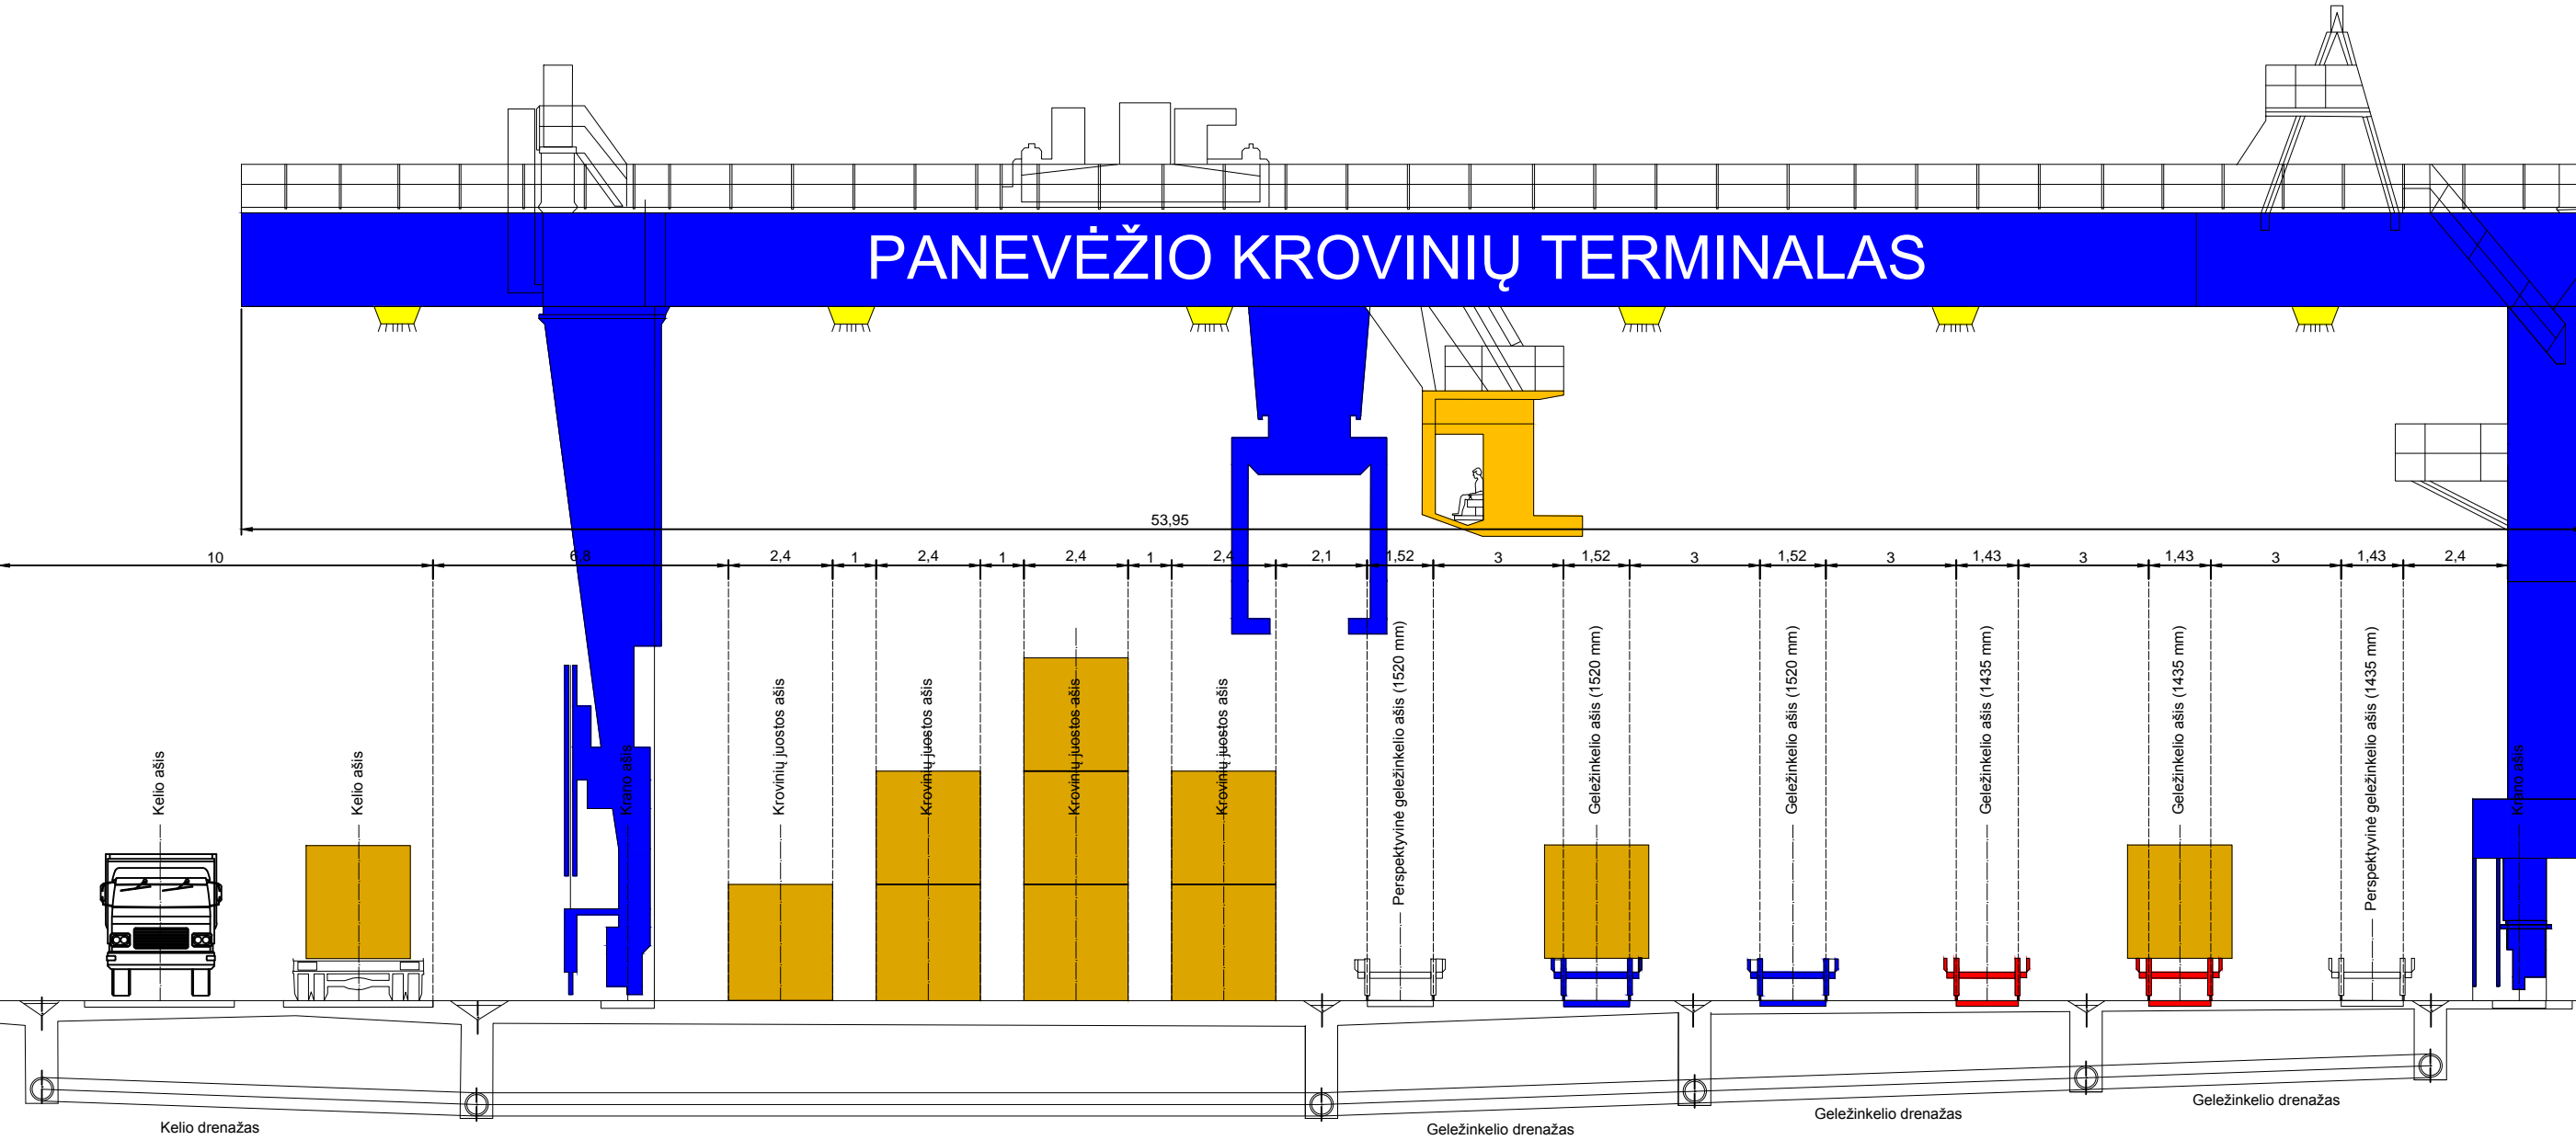 PANEVĖŽIO KROVINIŲ TERMINALAS
53,95
10
6,8
2,4
1
2,4
1
2,4
1
2,4
2,1
1,52
3
1,52
3
1,52
3
1,43
3
1,43
3
1,43
2,4
Kelio ašis
Kelio ašis
Krano ašis
Krovinių juostos ašis
Krovinių juostos ašis
Krovinių juostos ašis
Krovinių juostos ašis
Perspektyvinė geležinkelio ašis (1520 mm)
Geležinkelio ašis (1520 mm)
Geležinkelio ašis (1520 mm)
Geležinkelio ašis (1435 mm)
Geležinkelio ašis (1435 mm)
Perspektyvinė geležinkelio ašis (1435 mm)
Krano ašis
Kelio drenažas
Geležinkelio drenažas
Geležinkelio drenažas
Geležinkelio drenažas